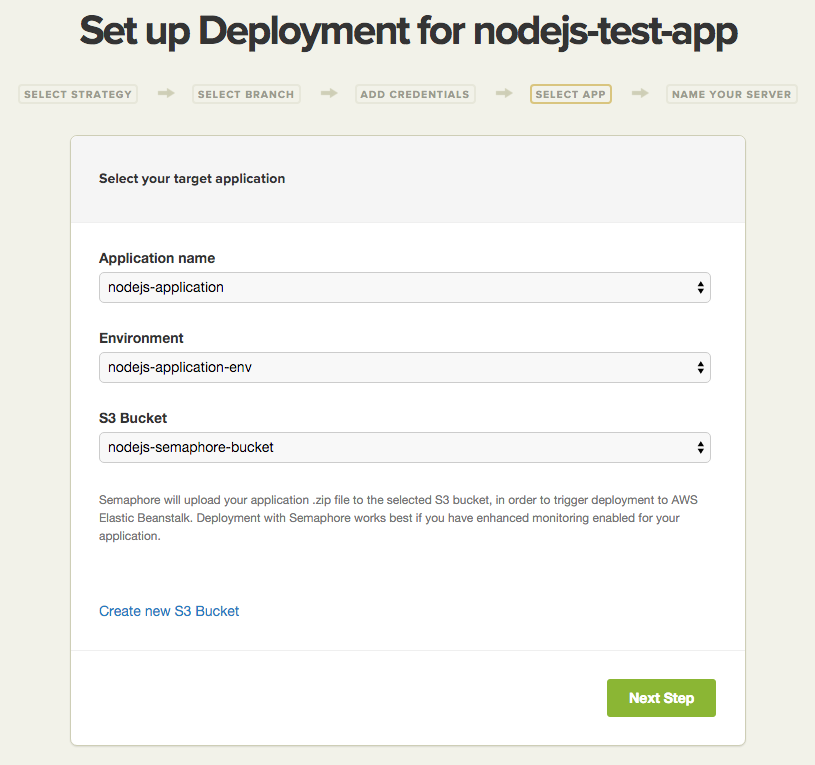 Set up Deployment for nodejs-test-app
SELECT STRATEGY SELECT BRANCH ADD CREDENTIALS SELECT APP NAME YOUR SERVER
Select your target application
Application name
nodejs-application
Environment
nodejs-application-env
S3 Bucket
nodejs-semaphore-bucket
Semaphore will upload your application .zip file to the selected S3 bucket, in order to trigger deployment to AWS
Elastic Beanstalk. Deployment with Semaphore works best if you have enhanced monitoring enabled for your
application.
Create new S3 Bucket
Next Step